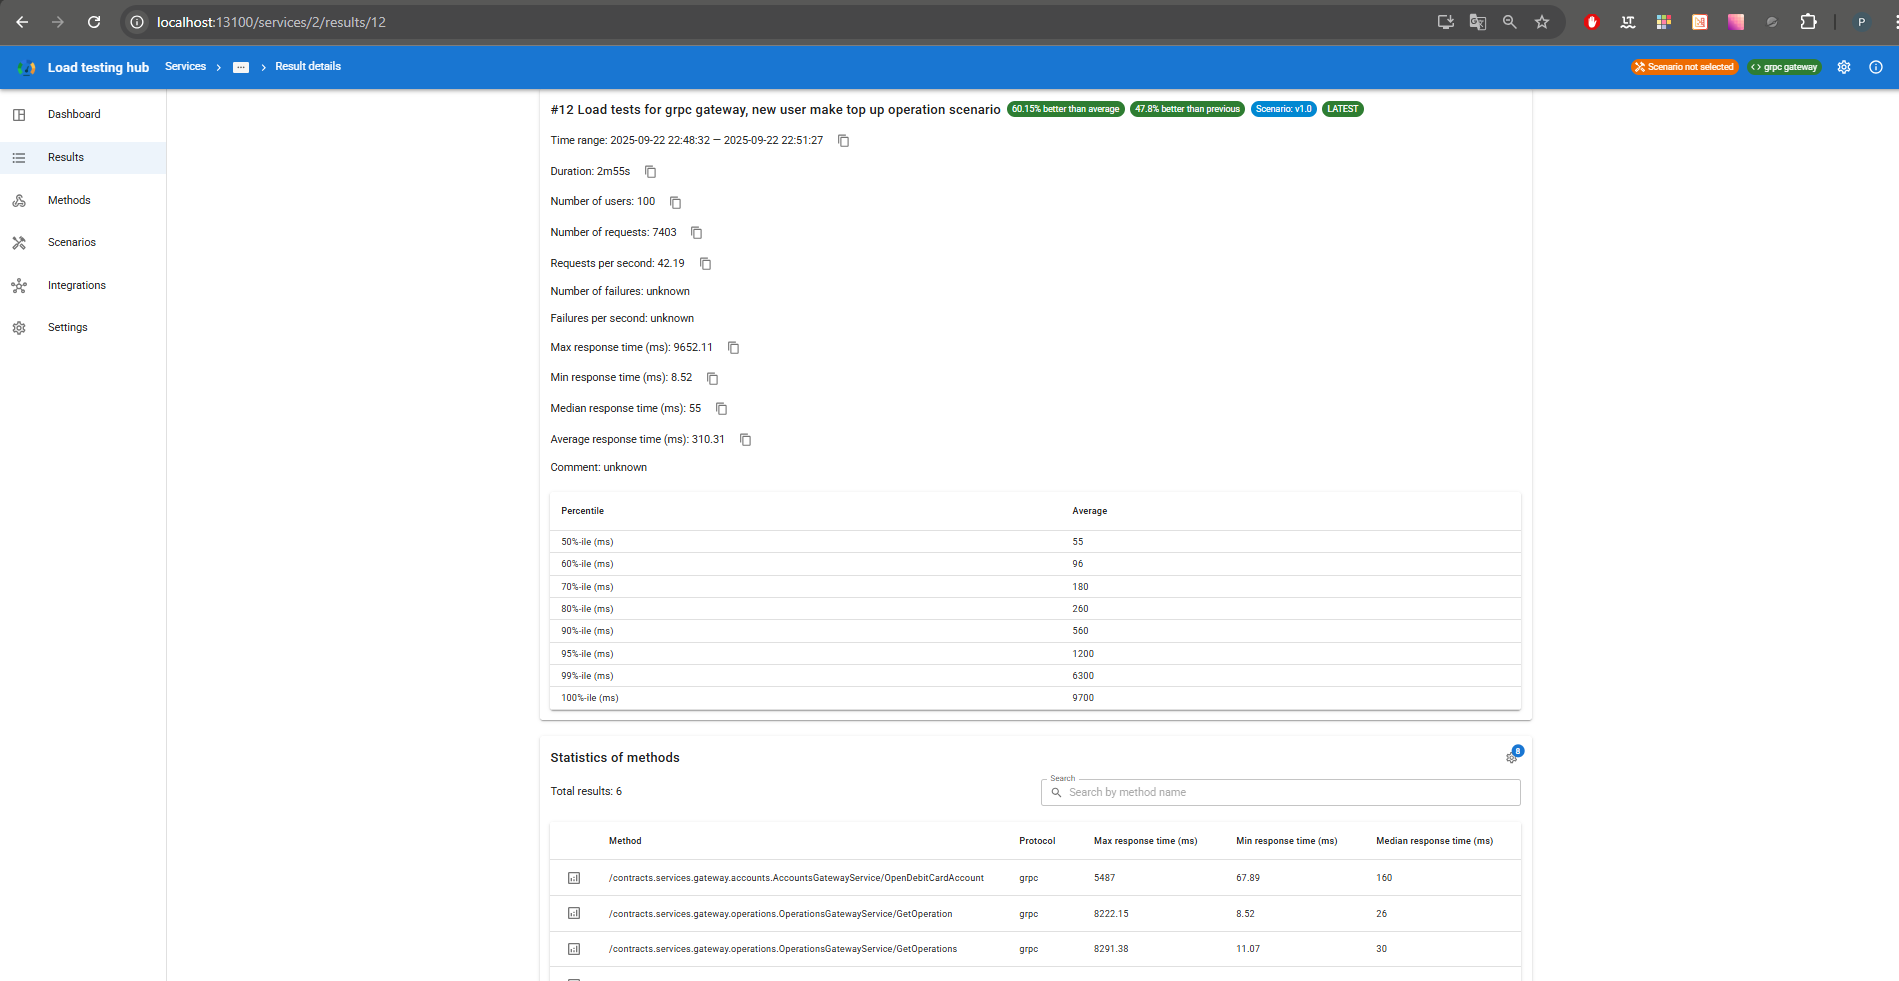 localhost:13100/services/2/results/12
P
Load testing hub Services › ... › Result details Scenario not selected <> grpc gateway
Dashboard
Results
Methods
Scenarios
Integrations
Settings
#12 Load tests for grpc gateway, new user make top up operation scenario 60.15% better than average 47.8% better than previous Scenario: v1.0 LATEST
Time range: 2025-09-22 22:48:32 — 2025-09-22 22:51:27
Duration: 2m55s
Number of users: 100
Number of requests: 7403
Requests per second: 42.19
Number of failures: unknown
Failures per second: unknown
Max response time (ms): 9652.11
Min response time (ms): 8.52
Median response time (ms): 55
Average response time (ms): 310.31
Comment: unknown
Percentile Average
50%-ile (ms) 55
60%-ile (ms) 96
70%-ile (ms) 180
80%-ile (ms) 260
90%-ile (ms) 560
95%-ile (ms) 1200
99%-ile (ms) 6300
100%-ile (ms) 9700
Statistics of methods 8
Total results: 6
Search
Search by method name
Method Protocol Max response time (ms) Min response time (ms) Median response time (ms)
/contracts.services.gateway.accounts.AccountsGatewayService/OpenDebitCardAccount grpc 5487 67.89 160
/contracts.services.gateway.operations.OperationsGatewayService/GetOperation grpc 8222.15 8.52 26
/contracts.services.gateway.operations.OperationsGatewayService/GetOperations grpc 8291.38 11.07 30